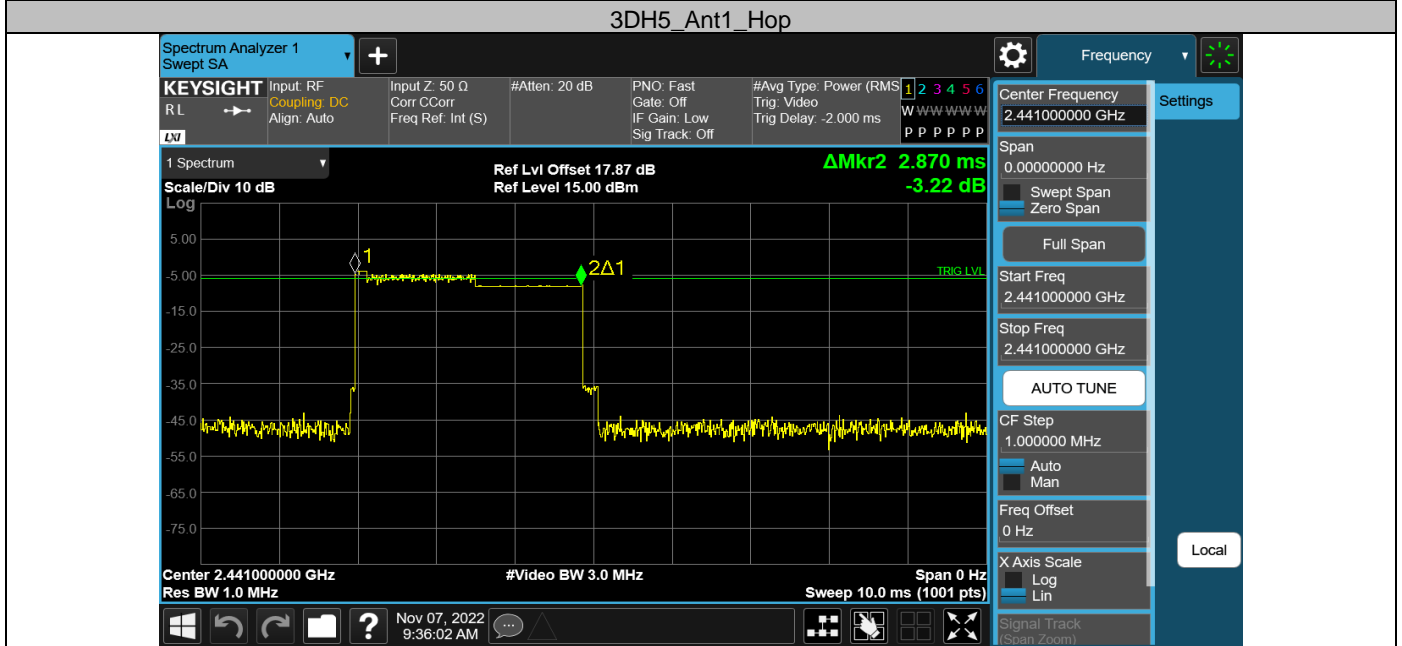 3DH5_Ant1_Hop
Spectrum Analyzer 1
Swept SA
Frequency
KEYSIGHT
R L
LXI
Input: RF
Coupling: DC
Align: Auto
Input Z: 50 Ω
Corr CCorr
Freq Ref: Int (S)
#Atten: 20 dB
PNO: Fast
Gate: Off
IF Gain: Low
Sig Track: Off
#Avg Type: Power (RMS
Trig: Video
Trig Delay: -2.000 ms
1 2 3 4 5 6
W W W W W W
P P P P P P
1 Spectrum
Scale/Div 10 dB
Log
Ref Lvl Offset 17.87 dB
Ref Level 15.00 dBm
ΔMkr2 2.870 ms
-3.22 dB
5.00
-5.00
-15.0
-25.0
-35.0
-45.0
-55.0
-65.0
-75.0
1
2Δ1
TRIG LVL
Center 2.441000000 GHz
Res BW 1.0 MHz
#Video BW 3.0 MHz
Span 0 Hz
Sweep 10.0 ms (1001 pts)
Nov 07, 2022
9:36:02 AM
Center Frequency
2.441000000 GHz
Settings
Span
0.00000000 Hz
Swept Span
Zero Span
Full Span
Start Freq
2.441000000 GHz
Stop Freq
2.441000000 GHz
AUTO TUNE
CF Step
1.000000 MHz
Auto
Man
Freq Offset
0 Hz
X Axis Scale
Log
Lin
Signal Track
(Span Zoom)
Local